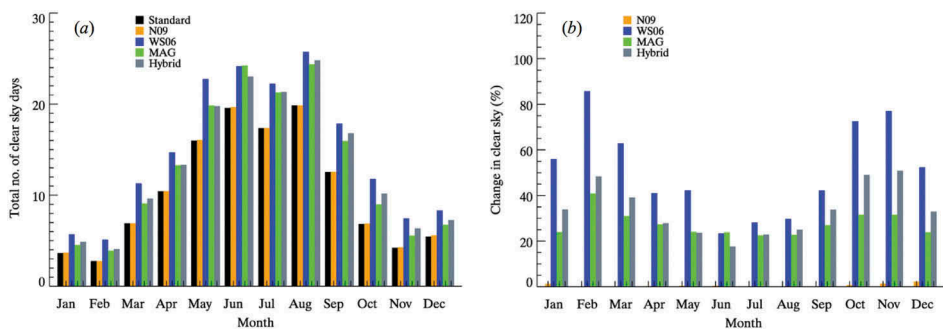 (a)
Standard
N09
WS06
MAG
Hybrid
Total no. of clear sky days
30
20
10
0
Jan Feb Mar Apr May Jun Jul Aug Sep Oct Nov Dec
Month
(b)
N09
WS06
MAG
Hybrid
Change in clear sky (%)
120
100
80
60
40
20
0
Jan Feb Mar Apr May Jun Jul Aug Sep Oct Nov Dec
Month